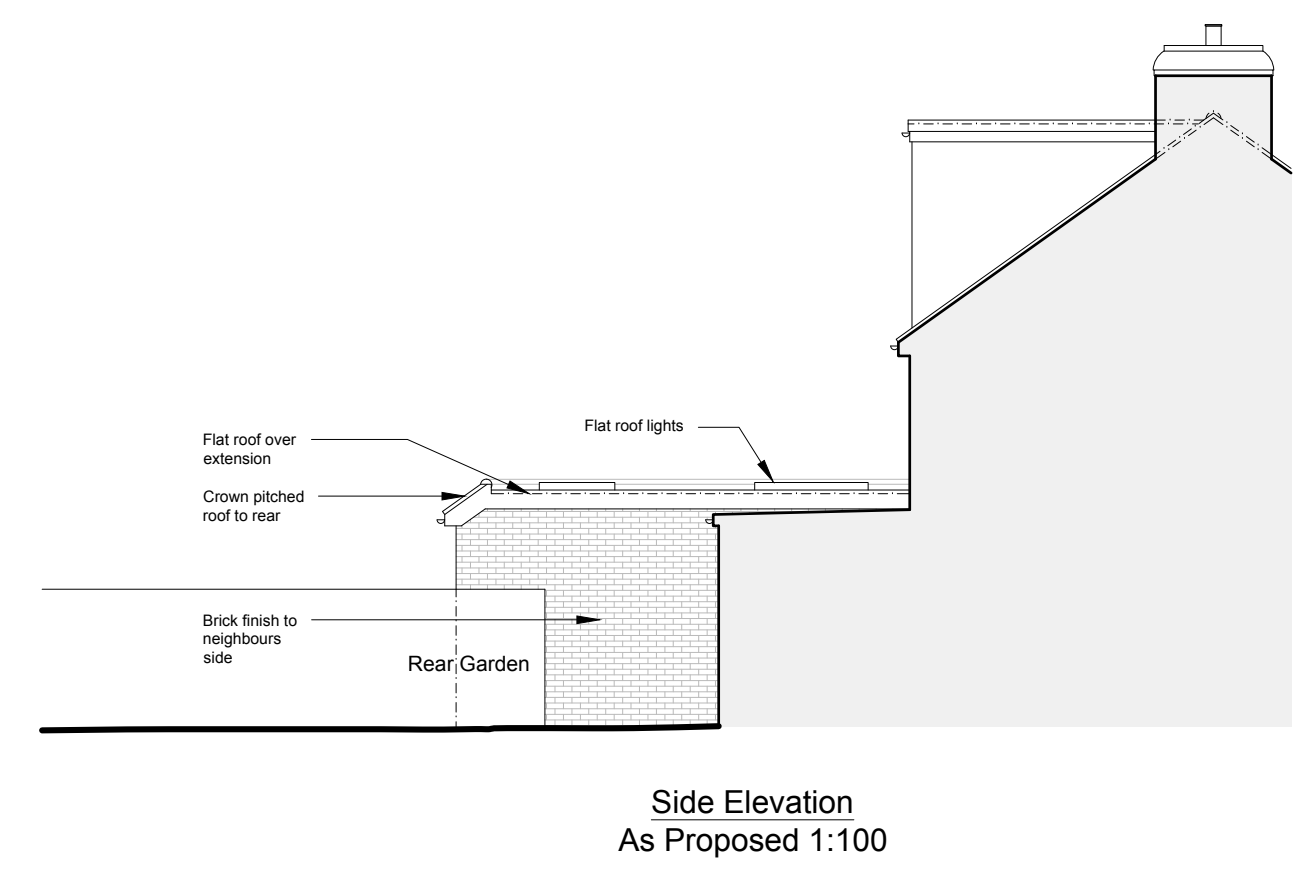 Flat roof over
extension
Flat roof lights
Crown pitched
roof to rear
Brick finish to
neighbours
side
Rear Garden
Side Elevation
As Proposed 1:100